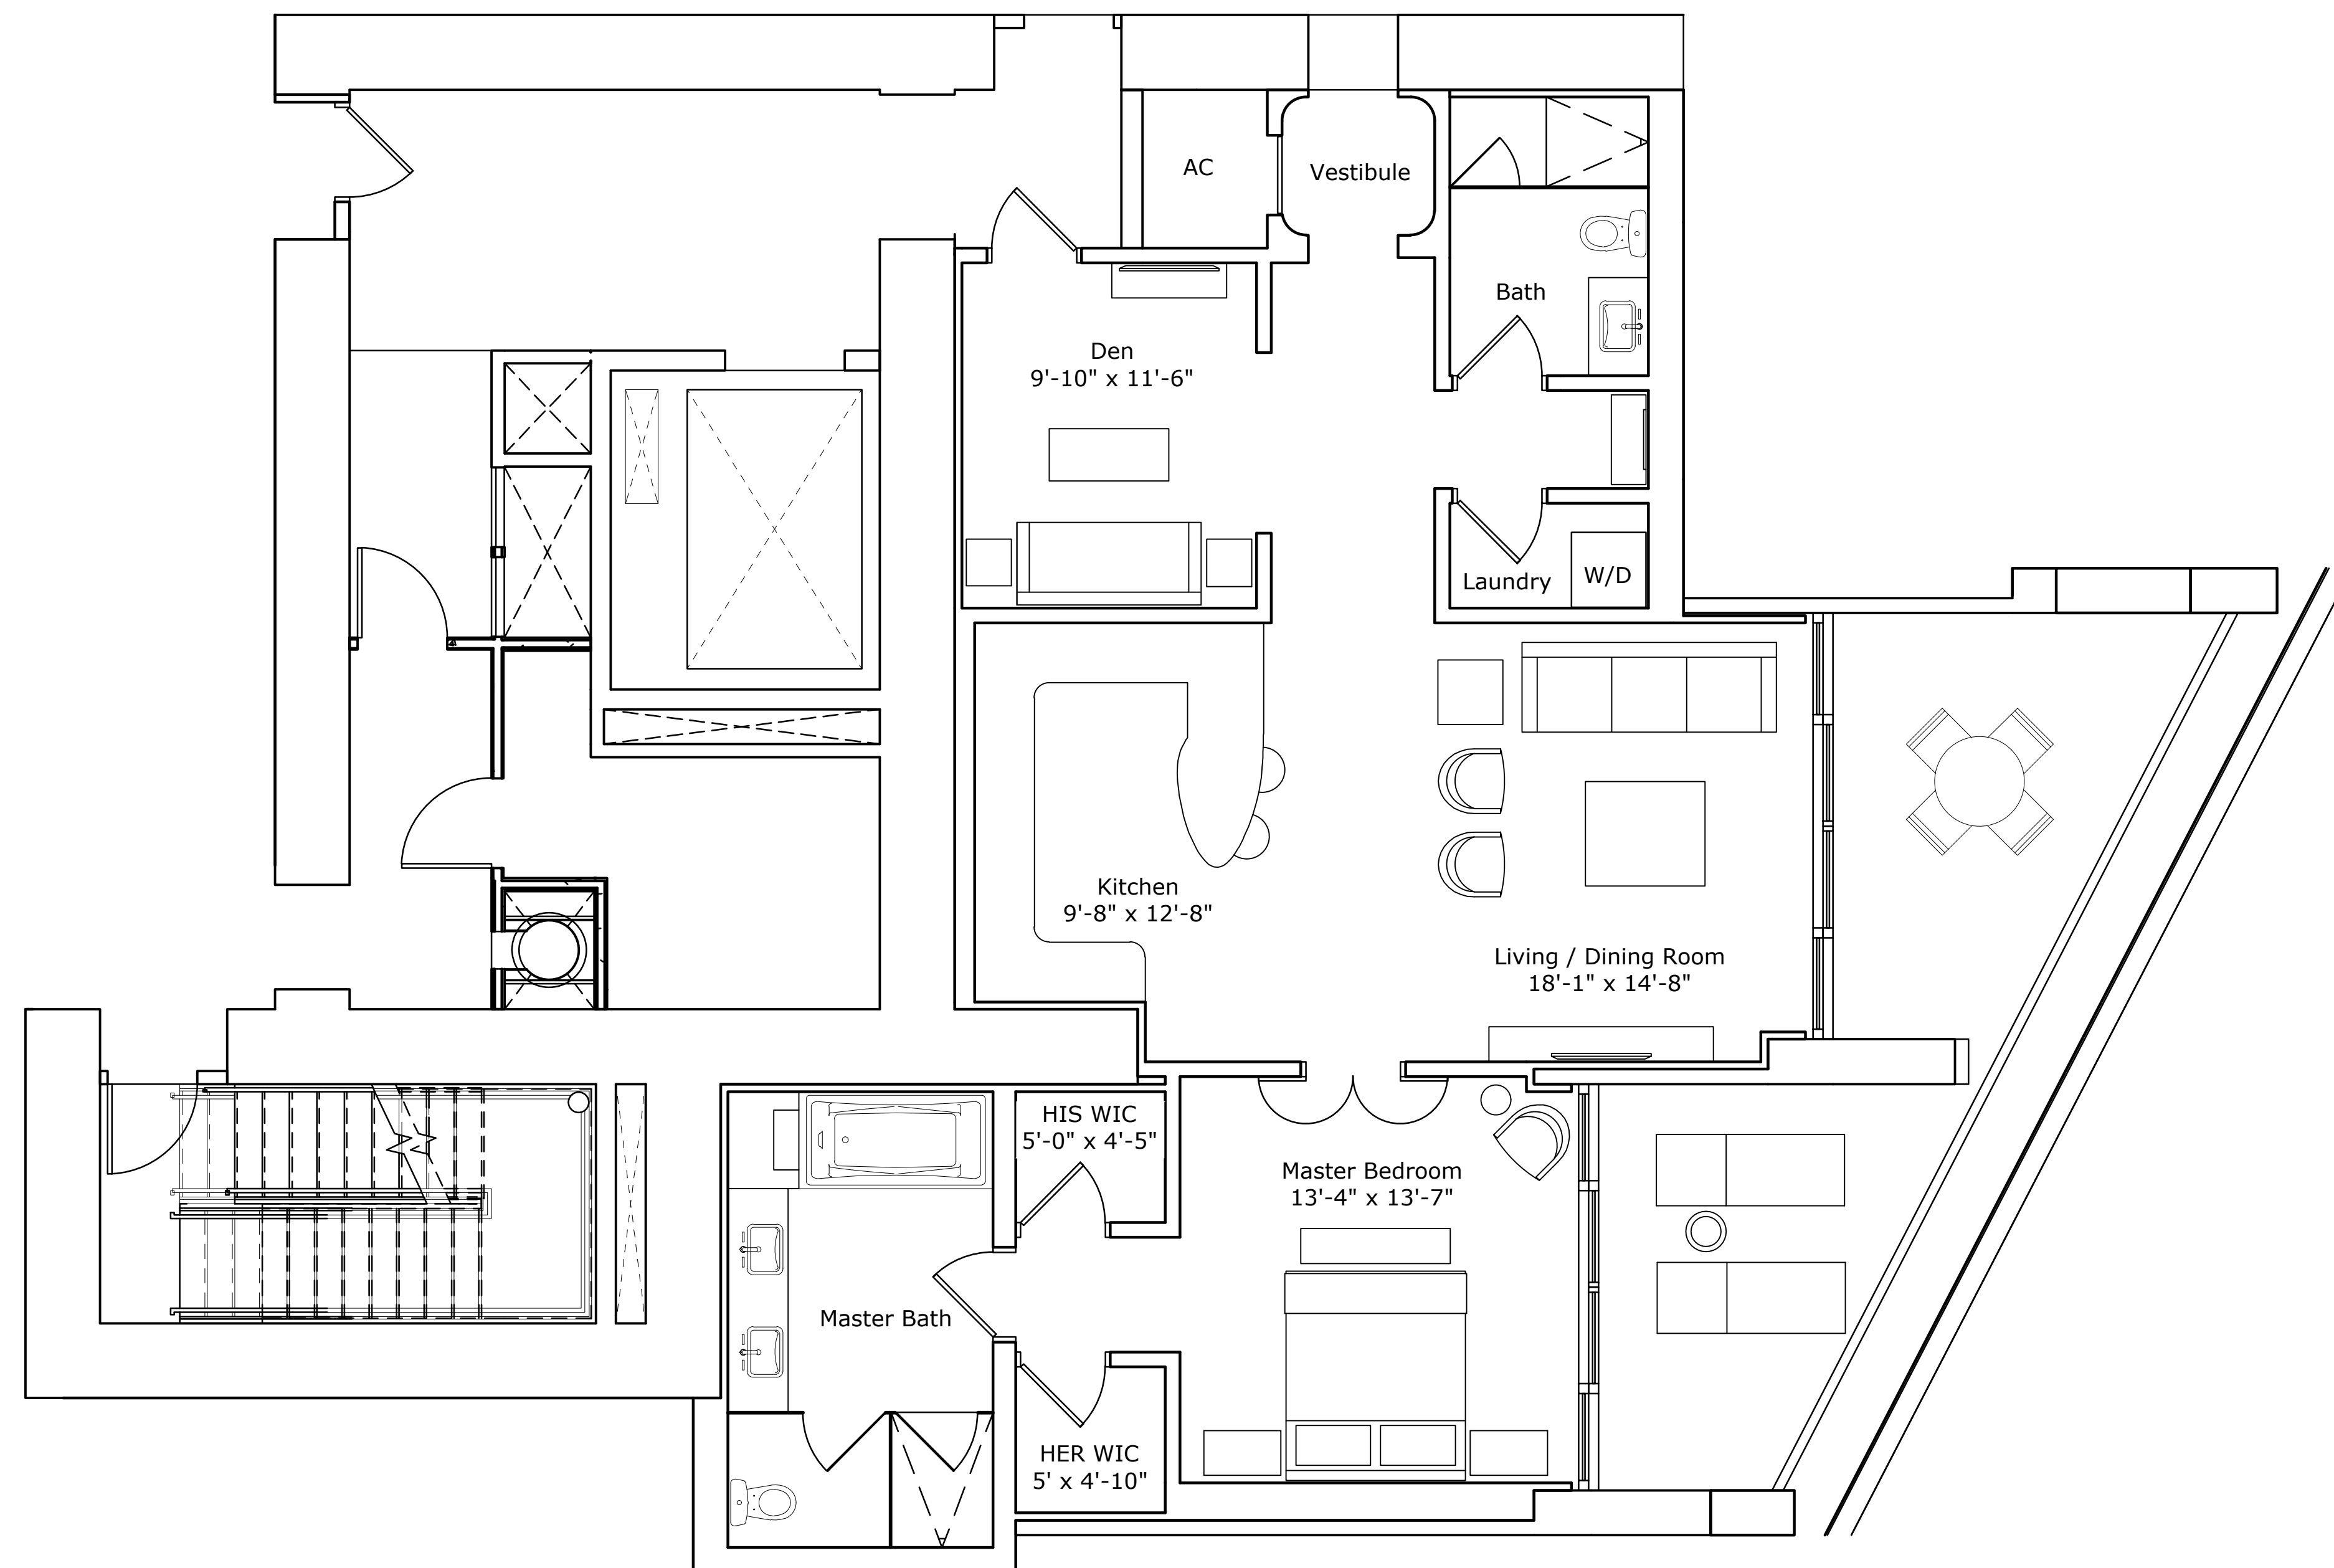 AC
Vestibule
Bath
Den
9'-10" x 11'-6"
Laundry
W/D
Kitchen
9'-8" x 12'-8"
Living / Dining Room
18'-1" x 14'-8"
HIS WIC
5'-0" x 4'-5"
Master Bedroom
13'-4" x 13'-7"
Master Bath
HER WIC
5' x 4'-10"